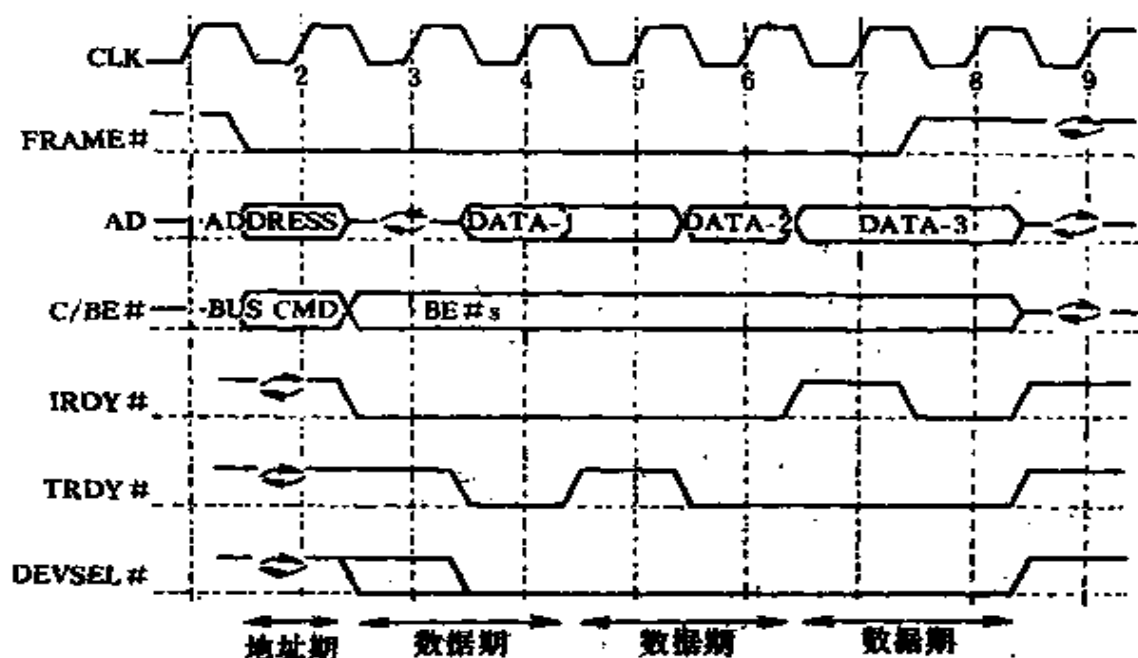 CLK
1 2 3 4 5 6 7 8 9
FRAME#
AD ADDRESS DATA-1 DATA-2 DATA-3
C/BE# BUS CMD BE#s
IRDY#
TRDY#
DEVSEL#
地址期 数据期 数据期 数据期